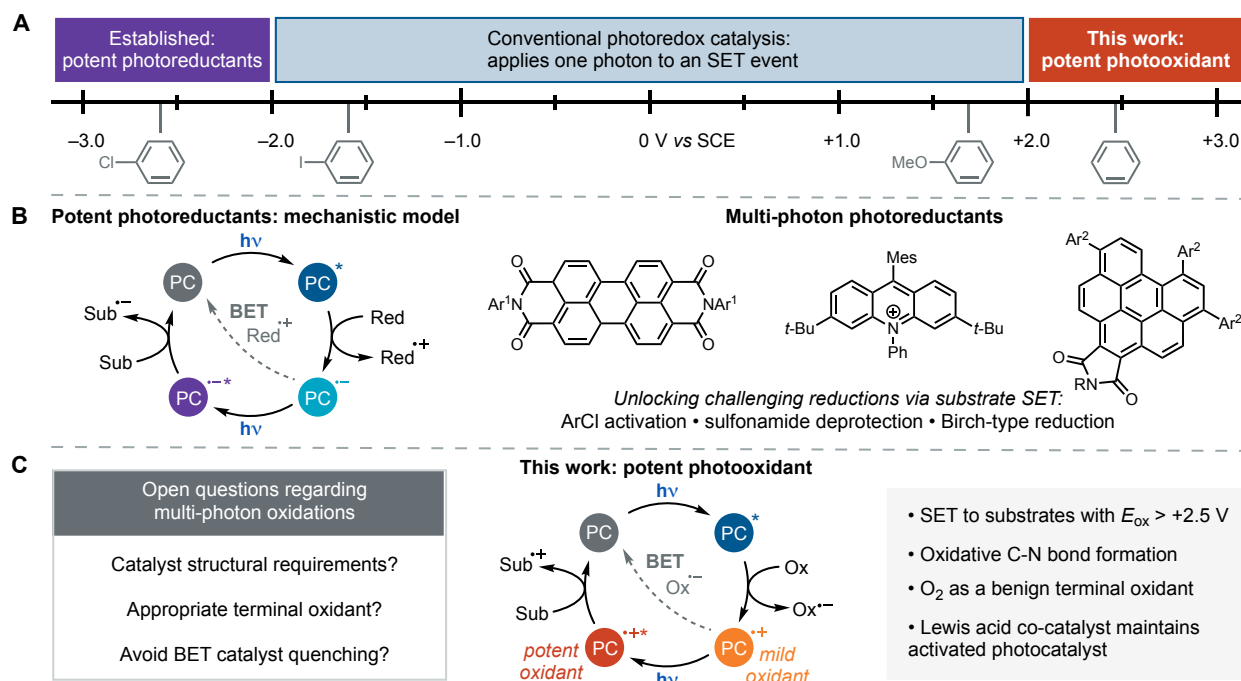 A
Established:
potent photoreductants
Conventional photoredox catalysis:
applies one photon to an SET event
This work:
potent photooxidant
–3.0
–2.0
–1.0
0 V vs SCE
+1.0
+2.0
+3.0
Cl
I
MeO
B
Potent photoreductants: mechanistic model
hν
PC
PC*
BET
Red•+
Red
Red•+
Sub•–
Sub
PC•–*
PC•–
hν
Multi-photon photoreductants
O
O
Ar1–N
N–Ar1
O
O
Mes
t-Bu
N
+
t-Bu
Ph
Ar2
Ar2
Ar2
O
RN
O
Unlocking challenging reductions via substrate SET:
ArCl activation • sulfonamide deprotection • Birch-type reduction
C
Open questions regarding
multi-photon oxidations
Catalyst structural requirements?
Appropriate terminal oxidant?
Avoid BET catalyst quenching?
This work: potent photooxidant
hν
PC
PC*
BET
Ox•–
Ox
Ox•–
Sub•+
Sub
PC•+*
PC•+
potent
oxidant
mild
oxidant
hν
• SET to substrates with Eox > +2.5 V
• Oxidative C-N bond formation
• O2 as a benign terminal oxidant
• Lewis acid co-catalyst maintains
activated photocatalyst